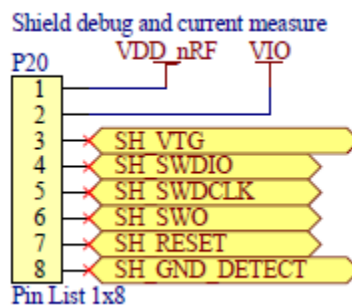 Shield debug and current measure
VDD_nRF VIO
P20
1
2
3 SH_VTG
4 SH_SWDIO
5 SH_SWDCLK
6 SH_SWO
7 SH_RESET
8 SH_GND_DETECT
Pin List 1x8